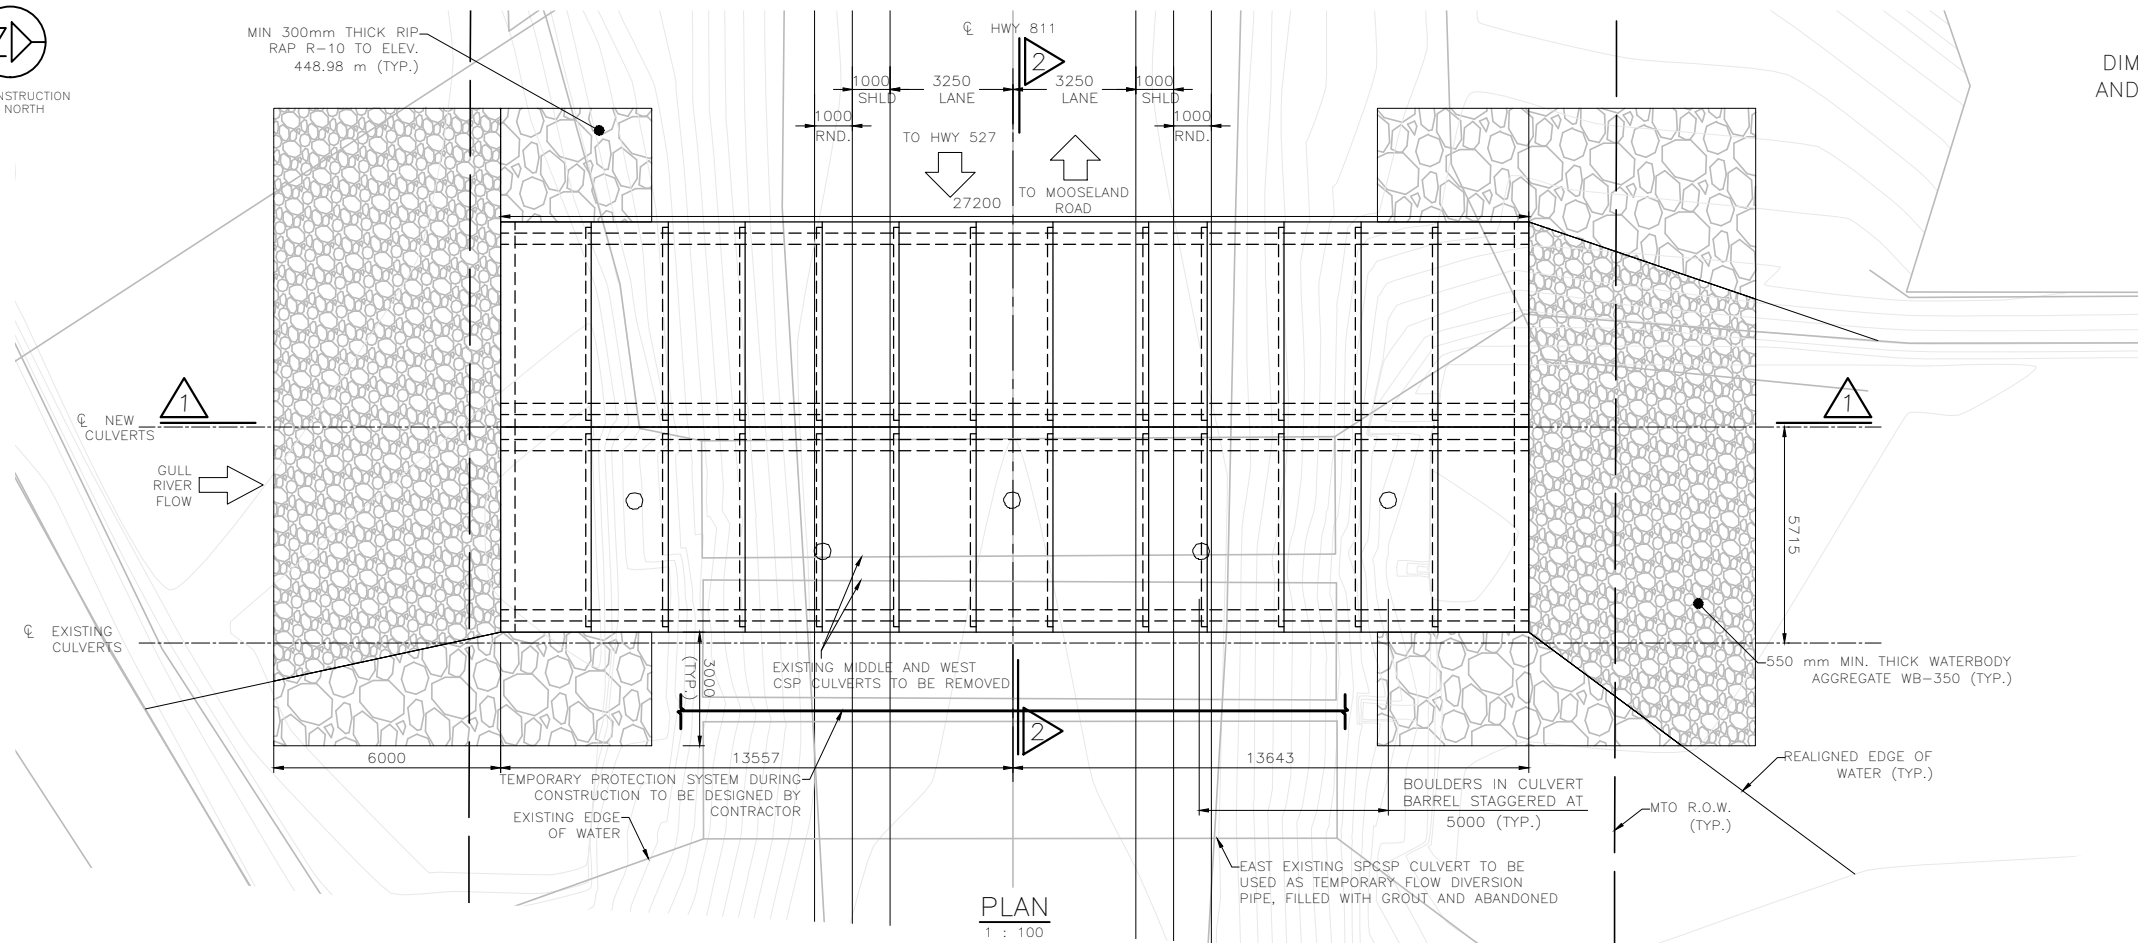 MIN 300mm THICK RIP
RAP R-10 TO ELEV.
448.98 m (TYP.)
NORTH
℄ HWY 811
2
1000
SHLD
3250
LANE
3250
LANE
1000
SHLD
1000
RND.
1000
RND.
TO HWY 527
TO MOOSELAND
ROAD
27200
DIM
AND
1
℄ NEW
CULVERTS
GULL
RIVER
FLOW
℄ EXISTING
CULVERTS
1
5715
550 mm MIN. THICK WATERBODY
AGGREGATE WB-350 (TYP.)
EXISTING MIDDLE AND WEST
CSP CULVERTS TO BE REMOVED
3000
(TYP.)
2
6000
13557
13643
TEMPORARY PROTECTION SYSTEM DURING
CONSTRUCTION TO BE DESIGNED BY
CONTRACTOR
EXISTING EDGE
OF WATER
BOULDERS IN CULVERT
BARREL STAGGERED AT
5000 (TYP.)
REALIGNED EDGE OF
WATER (TYP.)
MTO R.O.W.
(TYP.)
EAST EXISTING SPCSP CULVERT TO BE
USED AS TEMPORARY FLOW DIVERSION
PIPE, FILLED WITH GROUT AND ABANDONED
PLAN
1 : 100